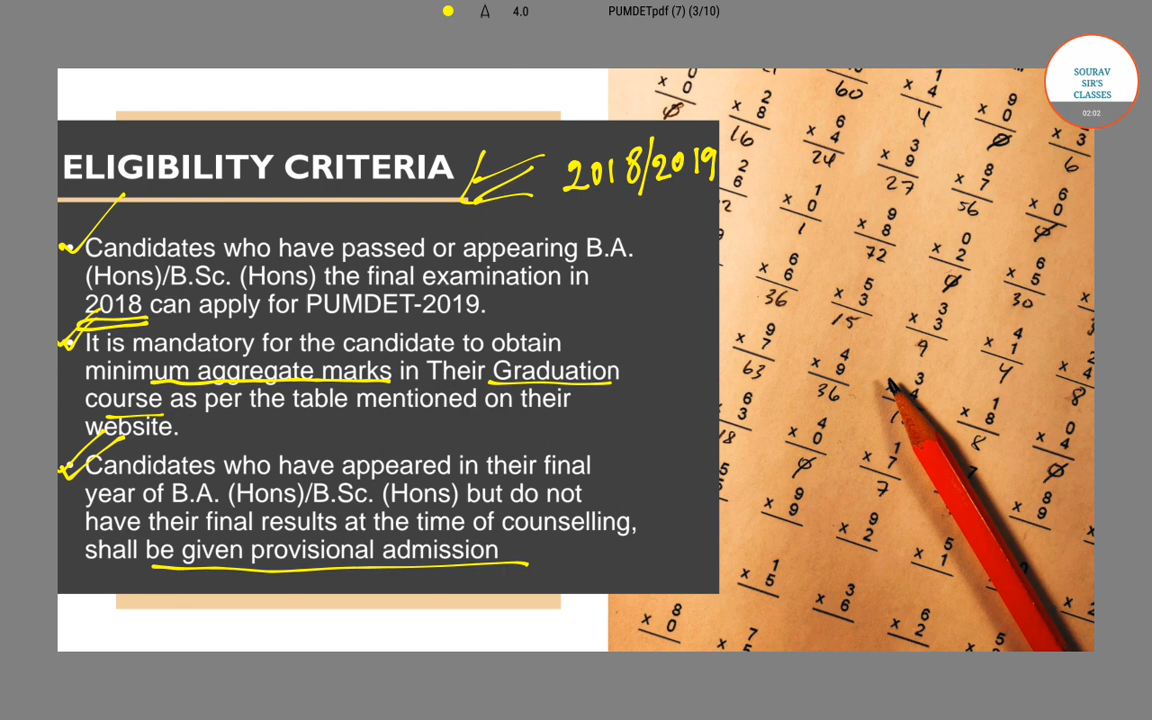 4.0
PUMDETpdf (7) (3/10)
SOURAV
SIR'S
CLASSES
02:02
ELIGIBILITY CRITERIA
2018/2019
Candidates who have passed or appearing B.A.
(Hons)/B.Sc. (Hons) the final examination in
2018 can apply for PUMDET-2019.
It is mandatory for the candidate to obtain
minimum aggregate marks in Their Graduation
course as per the table mentioned on their
website.
Candidates who have appeared in their final
year of B.A. (Hons)/B.Sc. (Hons) but do not
have their final results at the time of counselling,
shall be given provisional admission